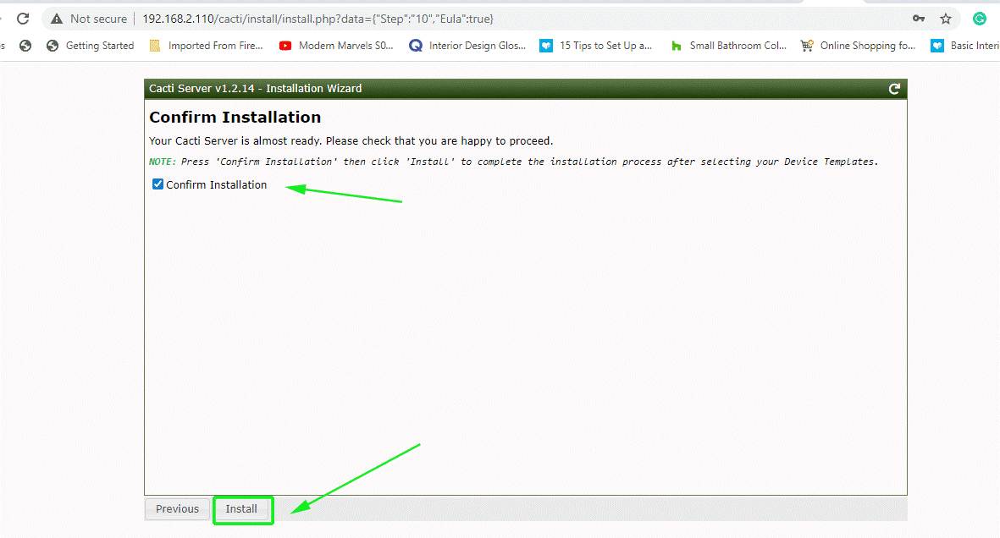 Not secure | 192.168.2.110/cacti/install/install.php?data={"Step":"10","Eula":true}
s Getting Started Imported From Fire... Modern Marvels S0... Interior Design Glos... 15 Tips to Set Up a... Small Bathroom Col... Online Shopping fo... Basic Interi
Cacti Server v1.2.14 - Installation Wizard
Confirm Installation
Your Cacti Server is almost ready. Please check that you are happy to proceed.
NOTE: Press 'Confirm Installation' then click 'Install' to complete the installation process after selecting your Device Templates.
Confirm Installation
Previous Install